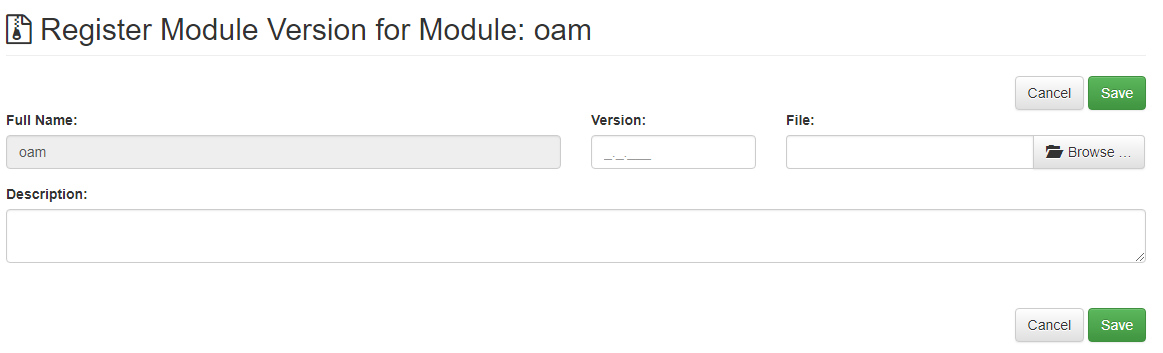 Register Module Version for Module: oam
Cancel Save
Full Name: Version: File:
oam _._.___ Browse ...
Description:
Cancel Save